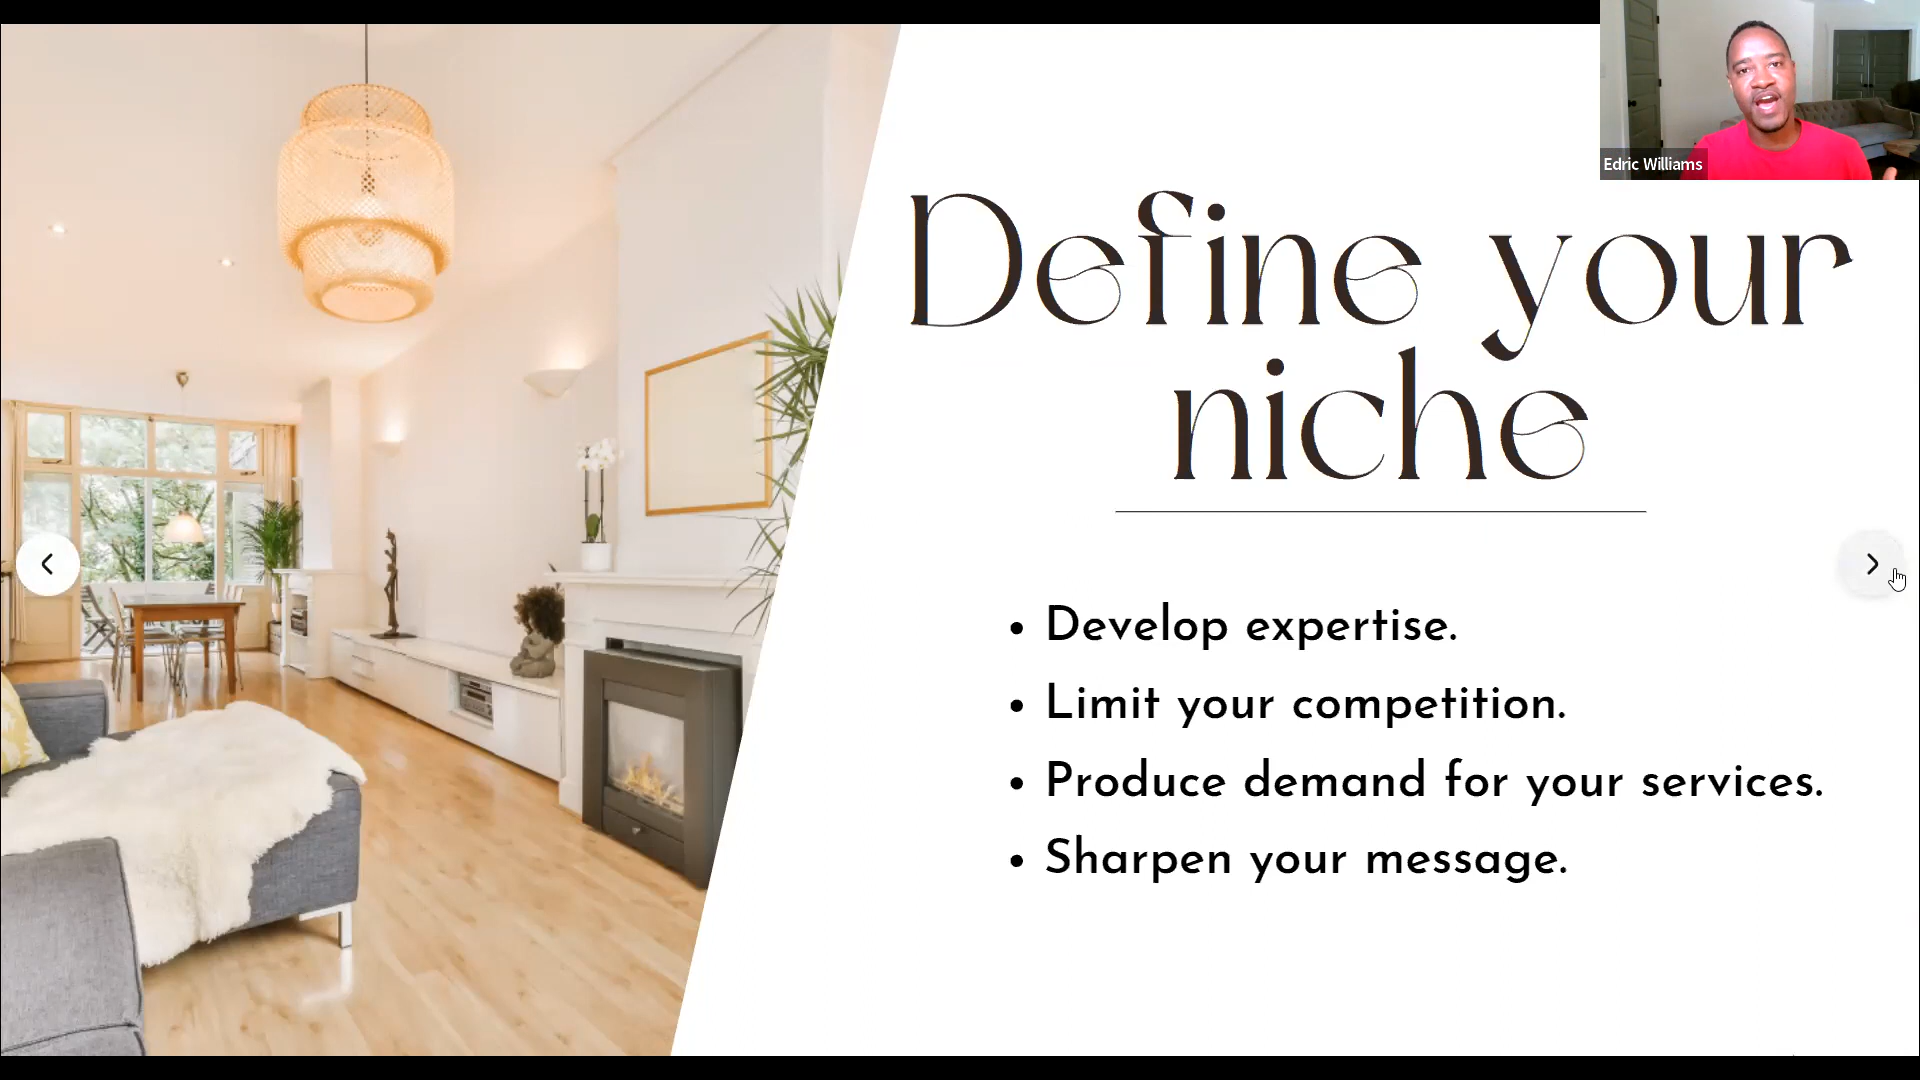 Edric Williams
Define your
niche
• Develop expertise.
• Limit your competition.
• Produce demand for your services.
• Sharpen your message.